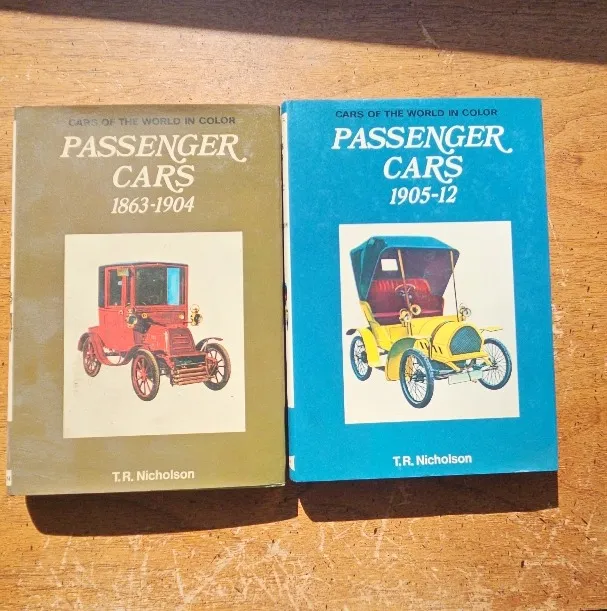 CARS OF THE WORLD IN COLOR
PASSENGER
CARS
1863-1904
T.R. Nicholson
CARS OF THE WORLD IN COLOR
PASSENGER
CARS
1905-12
T.R. Nicholson